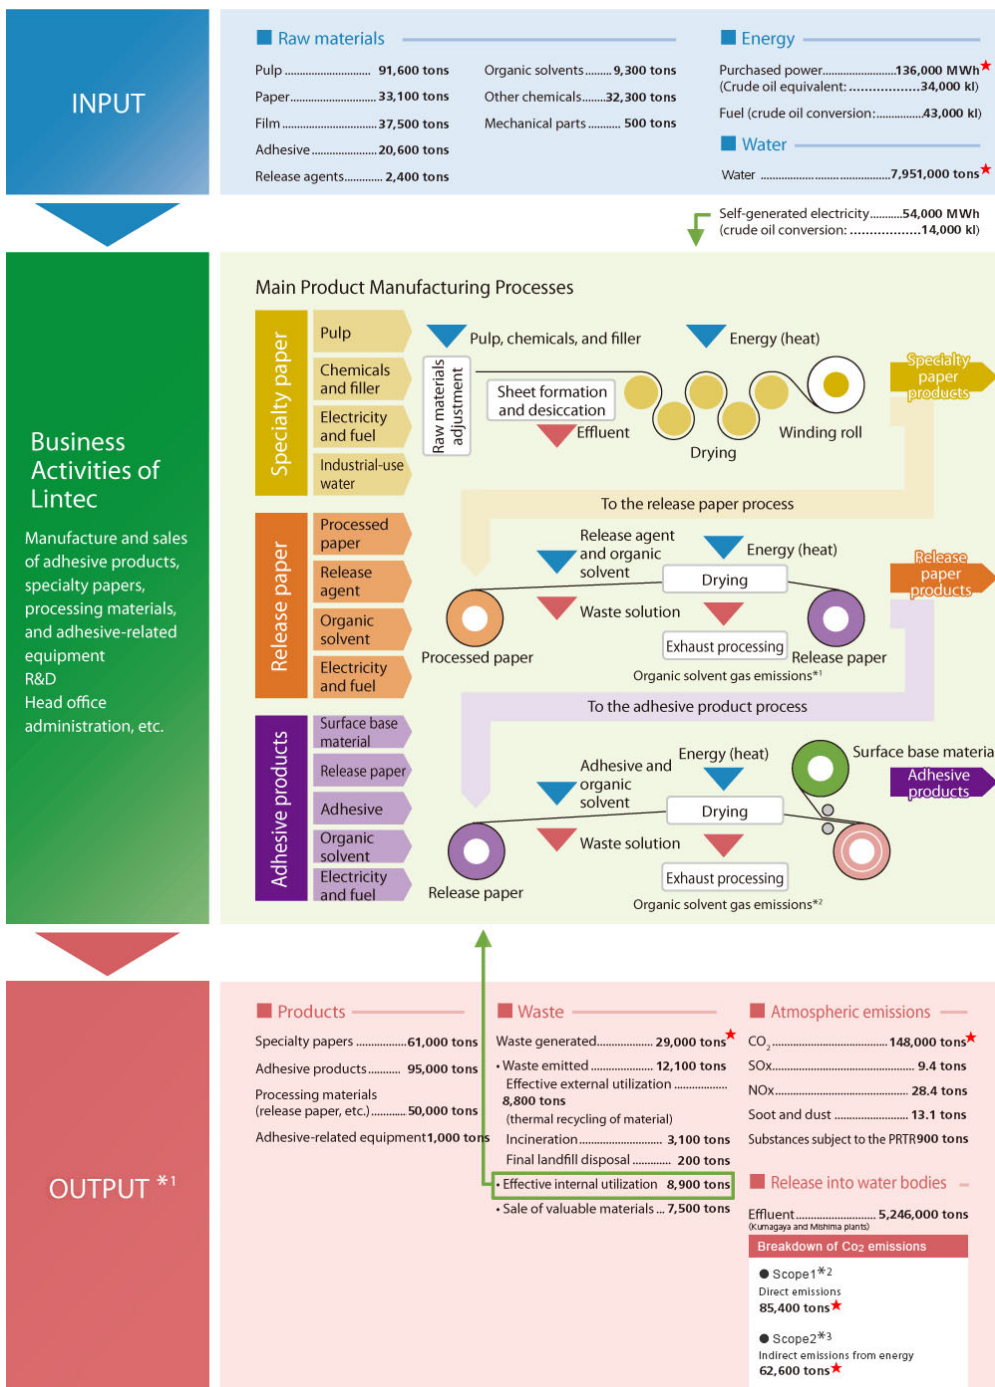 INPUT
■ Raw materials
Pulp ............................ 91,600 tons
Paper............................ 33,100 tons
Film............................... 37,500 tons
Adhesive...................... 20,600 tons
Release agents............. 2,400 tons
Organic solvents......... 9,300 tons
Other chemicals........32,300 tons
Mechanical parts ........... 500 tons
■ Energy
Purchased power.........................136,000 MWh★
(Crude oil equivalent: ..................34,000 kl)
Fuel (crude oil conversion:................43,000 kl)
■ Water
Water ...........................................7,951,000 tons★
Self-generated electricity...........54,000 MWh
(crude oil conversion: ..................14,000 kl)
Business
Activities of
Lintec
Manufacture and sales
of adhesive products,
specialty papers,
processing materials,
and adhesive-related
equipment
R&D
Head office
administration, etc.
Main Product Manufacturing Processes
Specialty paper
Pulp
Chemicals
and filler
Electricity
and fuel
Industrial-use
water
Pulp, chemicals, and filler
Energy (heat)
Raw materials
adjustment
Sheet formation
and desiccation
Effluent
Drying
Winding roll
Specialty
paper
products
To the release paper process
Release paper
Processed
paper
Release
agent
Organic
solvent
Electricity
and fuel
Release agent
and organic
solvent
Energy (heat)
Drying
Waste solution
Exhaust processing
Processed paper
Release paper
Organic solvent gas emissions*1
Release
paper
products
To the adhesive product process
Adhesive products
Surface base
material
Release paper
Adhesive
Organic
solvent
Electricity
and fuel
Adhesive and
organic
solvent
Energy (heat)
Drying
Surface base material
Waste solution
Exhaust processing
Release paper
Organic solvent gas emissions*2
Adhesive
products
OUTPUT *1
■ Products
Specialty papers .................61,000 tons
Adhesive products........... 95,000 tons
Processing materials
(release paper, etc.)............ 50,000 tons
Adhesive-related equipment1,000 tons
■ Waste
Waste generated.................. 29,000 tons★
• Waste emitted .................... 12,100 tons
Effective external utilization ..................
8,800 tons
(thermal recycling of material)
Incineration............................ 3,100 tons
Final landfill disposal ............. 200 tons
• Effective internal utilization 8,900 tons
• Sale of valuable materials ... 7,500 tons
■ Atmospheric emissions
CO2...................................... 148,000 tons★
SOx.............................................. 9.4 tons
NOx............................................ 28.4 tons
Soot and dust ......................... 13.1 tons
Substances subject to the PRTR900 tons
■ Release into water bodies
Effluent.......................... 5,246,000 tons
(Kumagaya and Mishima plants)
Breakdown of Co2 emissions
● Scope1*2
Direct emissions
85,400 tons★
● Scope2*3
Indirect emissions from energy
62,600 tons★